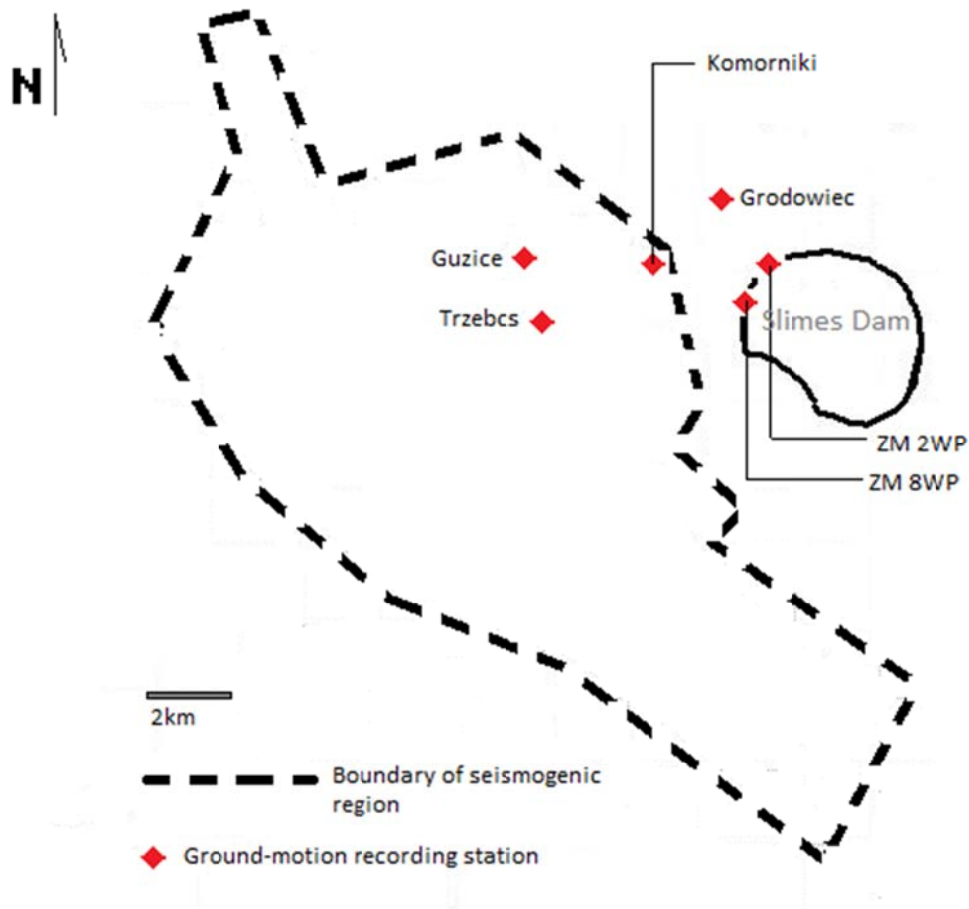 N
Komorniki
Grodowiec
Guzice
Trzebcs
Slimes Dam
ZM 2WP
ZM 8WP
2km
Boundary of seismogenic
region
Ground-motion recording station